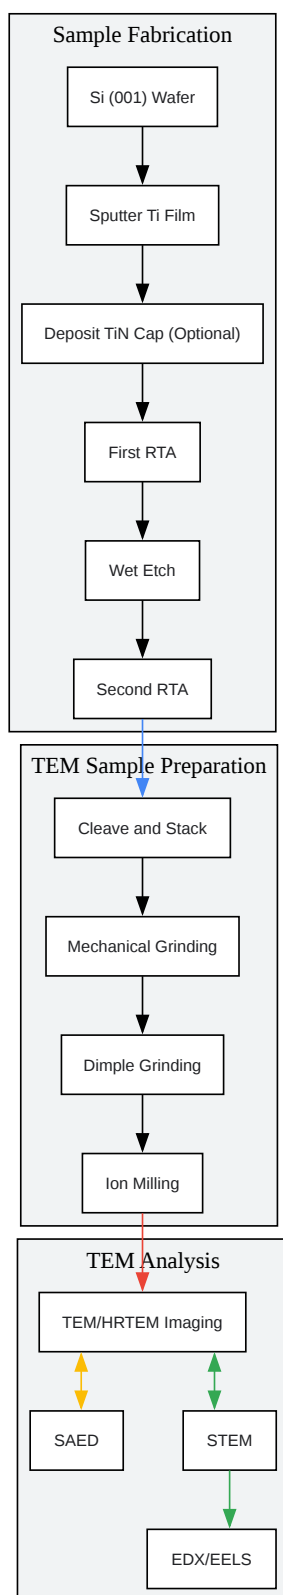 Sample Fabrication
Si (001) Wafer
Sputter Ti Film
Deposit TiN Cap (Optional)
First RTA
Wet Etch
Second RTA
TEM Sample Preparation
Cleave and Stack
Mechanical Grinding
Dimple Grinding
Ion Milling
TEM Analysis
TEM/HRTEM Imaging
SAED
STEM
EDX/EELS